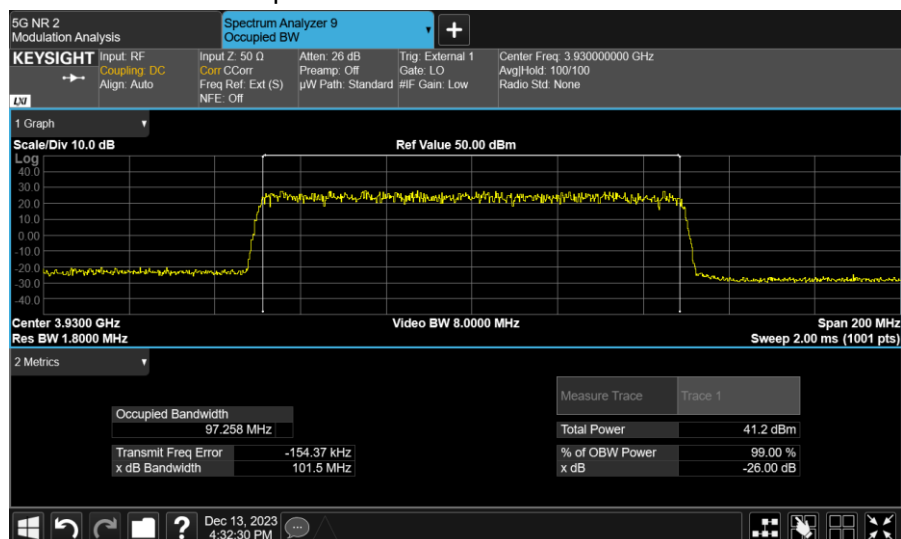 5G NR 2
Modulation Analysis
Spectrum Analyzer 9
Occupied BW
KEYSIGHT
Input: RF
Coupling: DC
Align: Auto
LXI
Input Z: 50 Ω
Corr CCorr
Freq Ref: Ext (S)
NFE: Off
Atten: 26 dB
Preamp: Off
µW Path: Standard
Trig: External 1
Gate: LO
#IF Gain: Low
Center Freq: 3.930000000 GHz
Avg|Hold: 100/100
Radio Std: None
1 Graph
Scale/Div 10.0 dB
Ref Value 50.00 dBm
Log
40.0
30.0
20.0
10.0
0.00
-10.0
-20.0
-30.0
-40.0
Center 3.9300 GHz
Video BW 8.0000 MHz
Span 200 MHz
Res BW 1.8000 MHz
Sweep 2.00 ms (1001 pts)
2 Metrics
Measure Trace Trace 1
Occupied Bandwidth
97.258 MHz
Total Power 41.2 dBm
Transmit Freq Error -154.37 kHz
% of OBW Power 99.00 %
x dB Bandwidth 101.5 MHz
x dB -26.00 dB
Dec 13, 2023
4:32:30 PM